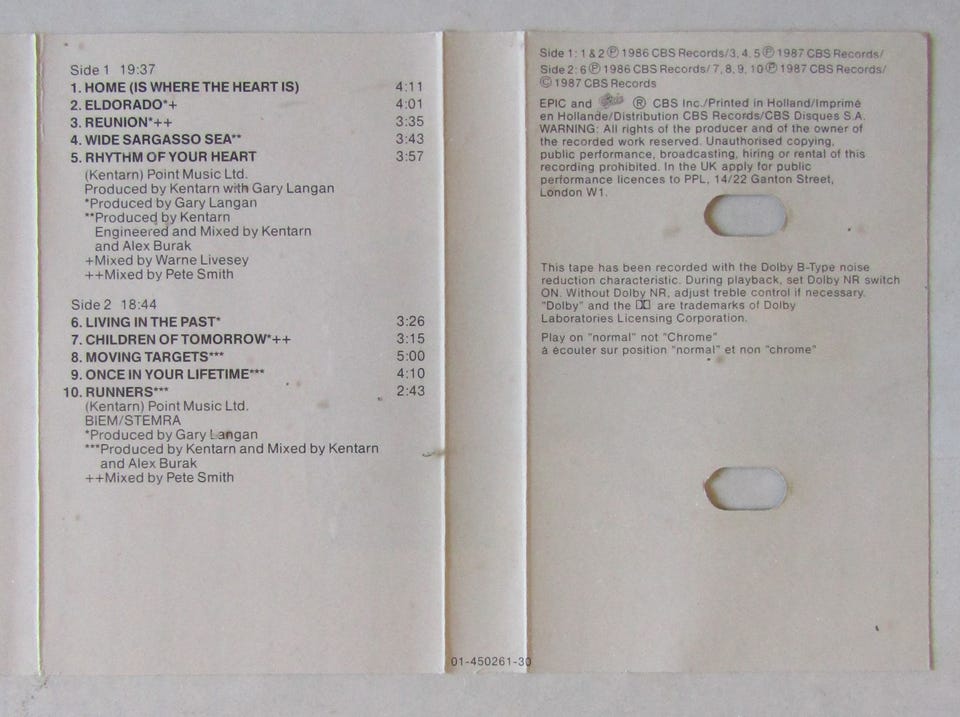 Side 1 19:37
1. HOME (IS WHERE THE HEART IS) 4:11
2. ELDORADO*+ 4:01
3. REUNION*++ 3:35
4. WIDE SARGASSO SEA** 3:43
5. RHYTHM OF YOUR HEART 3:57
(Kentarn) Point Music Ltd.
Produced by Kentarn with Gary Langan
*Produced by Gary Langan
**Produced by Kentarn
Engineered and Mixed by Kentarn
and Alex Burak
+Mixed by Warne Livesey
++Mixed by Pete Smith
Side 2 18:44
6. LIVING IN THE PAST* 3:26
7. CHILDREN OF TOMORROW*++ 3:15
8. MOVING TARGETS*** 5:00
9. ONCE IN YOUR LIFETIME*** 4:10
10. RUNNERS*** 2:43
(Kentarn) Point Music Ltd.
BIEM/STEMRA
*Produced by Gary Langan
***Produced by Kentarn and Mixed by Kentarn
and Alex Burak
++Mixed by Pete Smith
01-450261-30
Side 1: 1 & 2 ℗ 1986 CBS Records/3, 4, 5 ℗ 1987 CBS Records/
Side 2: 6 ℗ 1986 CBS Records/7, 8, 9, 10 ℗ 1987 CBS Records/
© 1987 CBS Records
EPIC and Epic ® CBS Inc./Printed in Holland/Imprimé
en Hollande/Distribution CBS Records/CBS Disques S.A.
WARNING: All rights of the producer and of the owner of
the recorded work reserved. Unauthorised copying,
public performance, broadcasting, hiring or rental of this
recording prohibited. In the UK apply for public
performance licences to PPL, 14/22 Ganton Street,
London W1.
This tape has been recorded with the Dolby B-Type noise
reduction characteristic. During playback, set Dolby NR switch
ON. Without Dolby NR, adjust treble control if necessary.
"Dolby" and the are trademarks of Dolby
Laboratories Licensing Corporation.
Play on "normal" not "Chrome"
à écouter sur position "normal" et non "chrome"